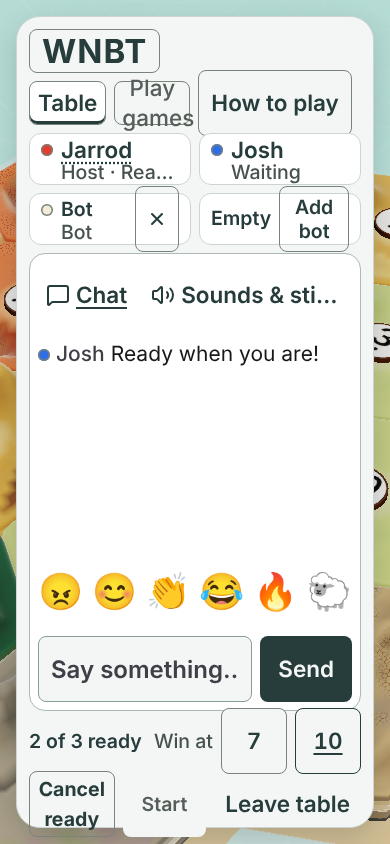 WNBT
Table
Play games
How to play
Jarrod
Host · Rea...
Josh
Waiting
Bot
Bot
×
Empty
Add bot
Chat
Sounds & sti...
Josh Ready when you are!
Say something..
Send
2 of 3 ready
Win at
7
10
Cancel ready
Start
Leave table